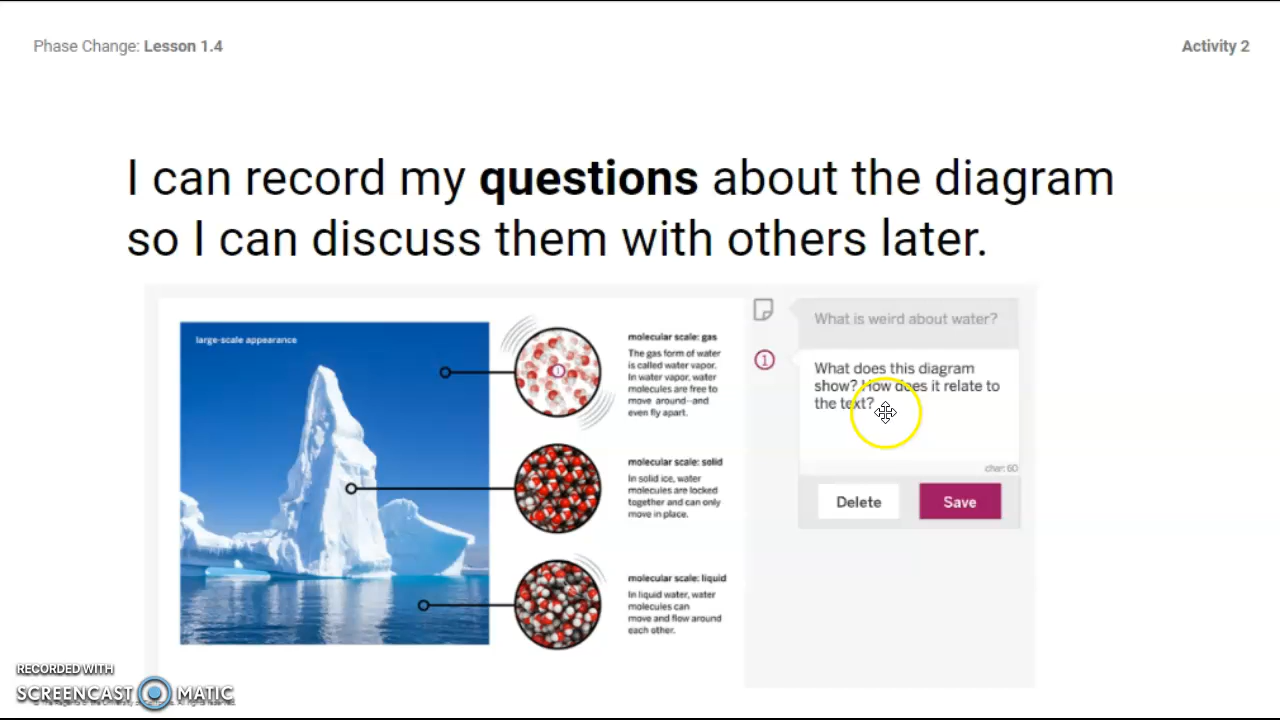 Phase Change: Lesson 1.4
Activity 2
I can record my questions about the diagram
so I can discuss them with others later.
large-scale appearance
molecular scale: gas
The gas form of water
is called water vapor.
In water vapor, water
molecules are free to
move around--and
even fly apart.
molecular scale: solid
In solid ice, water
molecules are locked
together and can only
move in place.
molecular scale: liquid
In liquid water, water
molecules can
move and flow around
each other.
What is weird about water?
1
What does this diagram
show? How does it relate to
the text?
char: 60
Delete
Save
RECORDED WITH
SCREENCAST MATIC
All rights reserved.